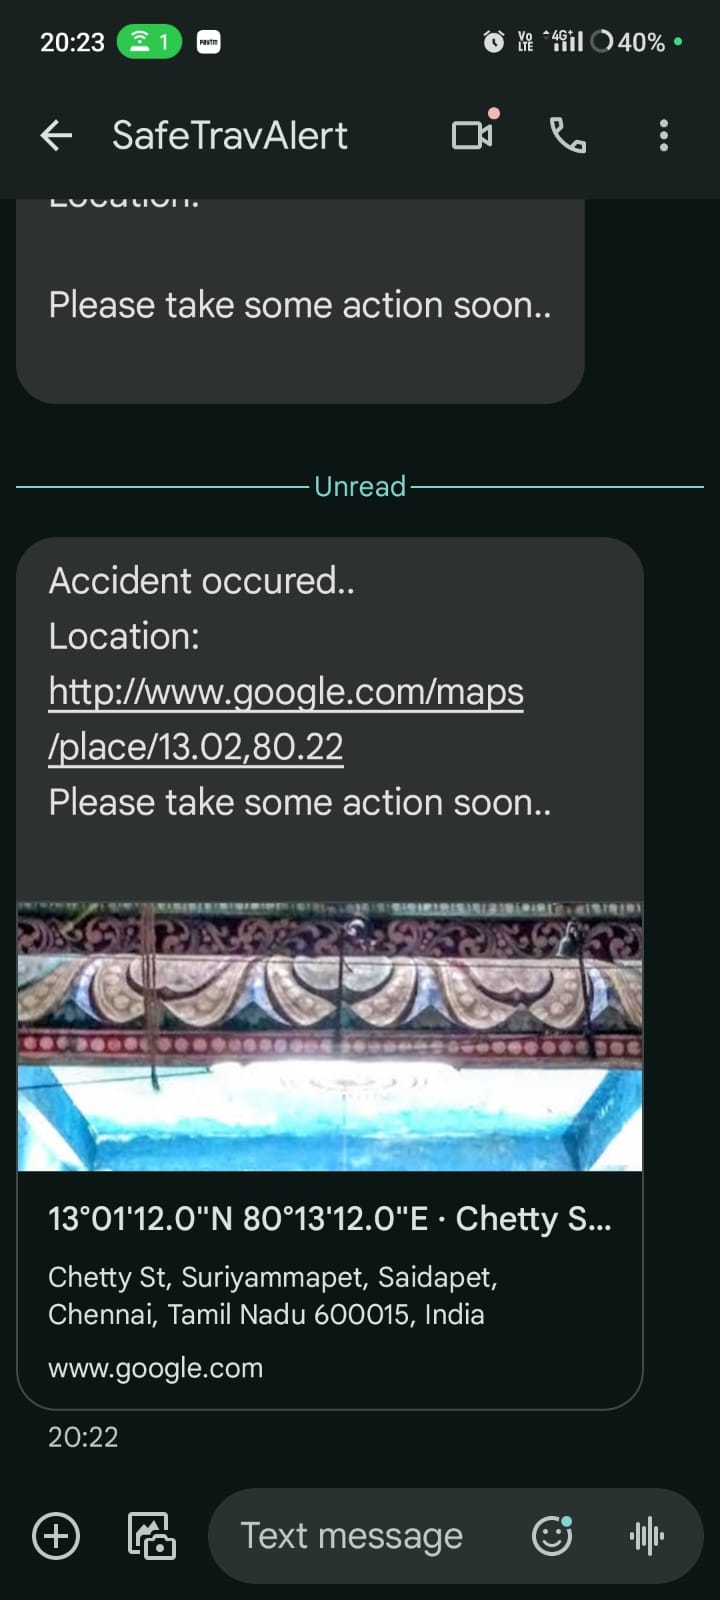 20:23 1 Paytm Vo LTE 4G+ 40%
SafeTravAlert
Location:
Please take some action soon..
Unread
Accident occured..
Location:
http://www.google.com/maps
/place/13.02,80.22
Please take some action soon..
13°01'12.0"N 80°13'12.0"E · Chetty S...
Chetty St, Suriyammapet, Saidapet,
Chennai, Tamil Nadu 600015, India
www.google.com
20:22
Text message